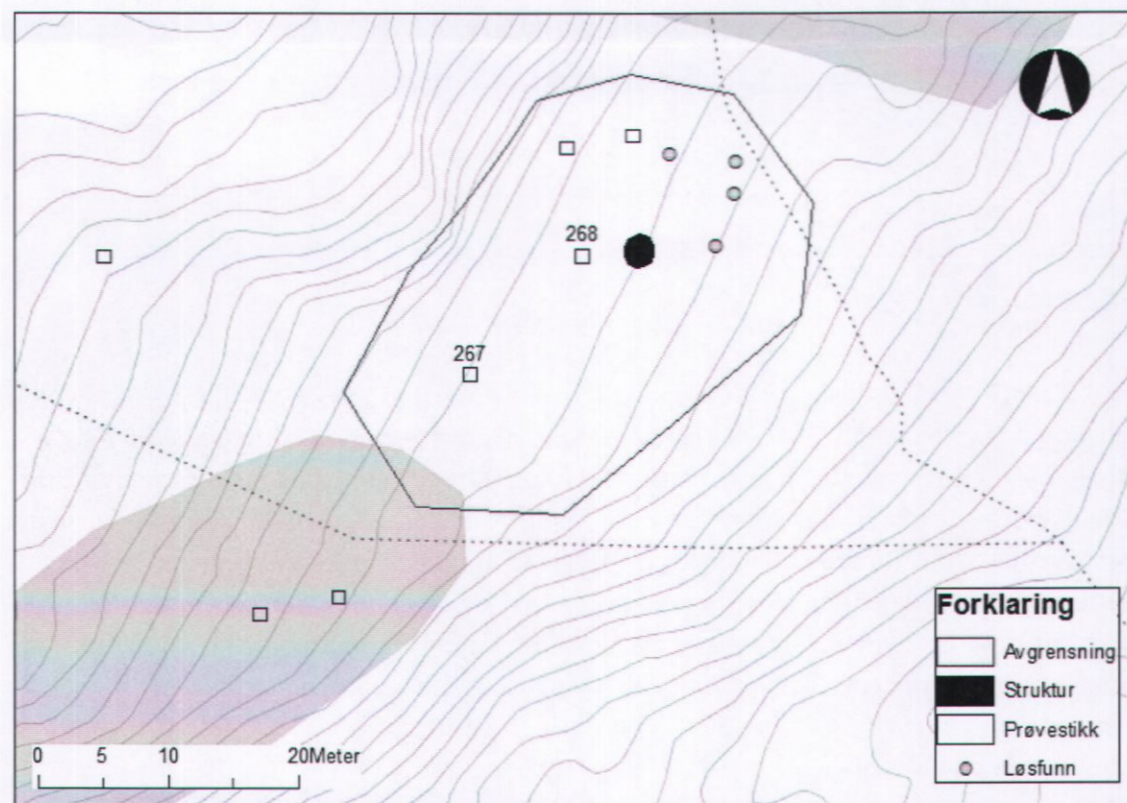 268
267
Forklaring
Avgrensning
Struktur
Prøvestikk
Løsfunn
0 5 10 20Meter